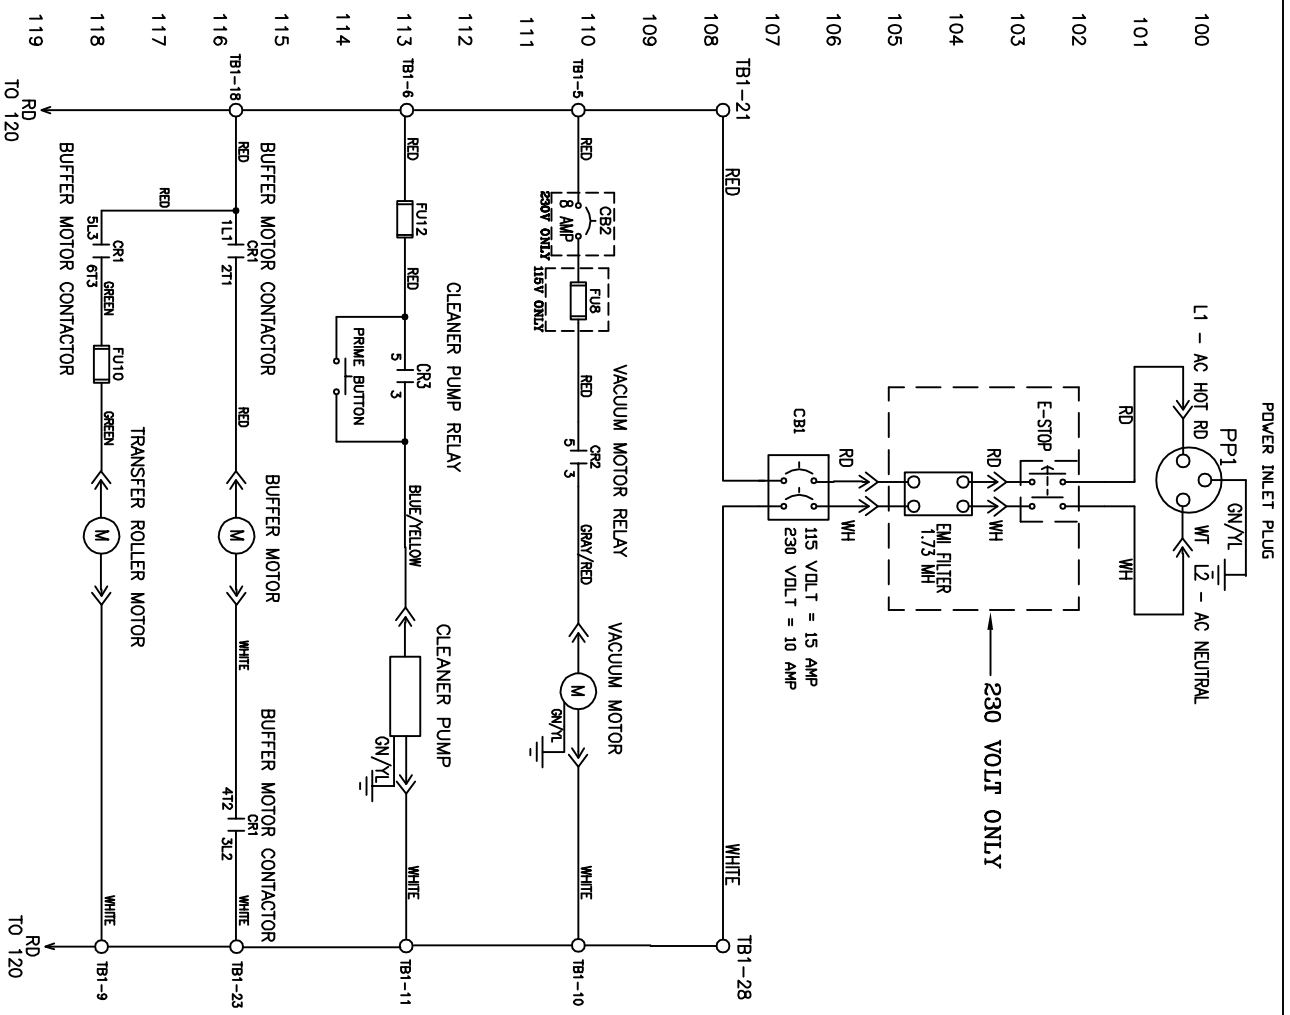 100
101
102
103
104
105
106
107
108
109
110
111
112
113
114
115
116
117
118
119
POWER INLET PLUG
L1 - AC HOT RD
PP1
GN/YL
WT
L2 - AC NEUTRAL
RD
WH
E-STOP
RD
WH
EMI FILTER
1.73 MH
230 VOLT ONLY
RD
WH
CB1
115 VOLT = 15 AMP
230 VOLT = 10 AMP
TB1-21
RED
WHITE
TB1-28
TB1-5
RED
CB2
8 AMP
230V ONLY
FU8
115V ONLY
RED
VACUUM MOTOR RELAY
CR2
5
3
GRAY/RED
VACUUM MOTOR
M
GN/YL
WHITE
TB1-10
TB1-6
RED
FU12
RED
CLEANER PUMP RELAY
CR3
5
3
PRIME BUTTON
BLUE/YELLOW
CLEANER PUMP
GN/YL
WHITE
TB1-11
TB1-18
RED
BUFFER MOTOR CONTACTOR
CR1
1L1
2T1
RED
BUFFER MOTOR
M
WHITE
BUFFER MOTOR CONTACTOR
CR1
4T2
3L2
WHITE
TB1-23
RED
CR1
5L3
6T3
BUFFER MOTOR CONTACTOR
GREEN
FU10
GREEN
TRANSFER ROLLER MOTOR
M
WHITE
TB1-9
RD
TO 120
RD
TO 120